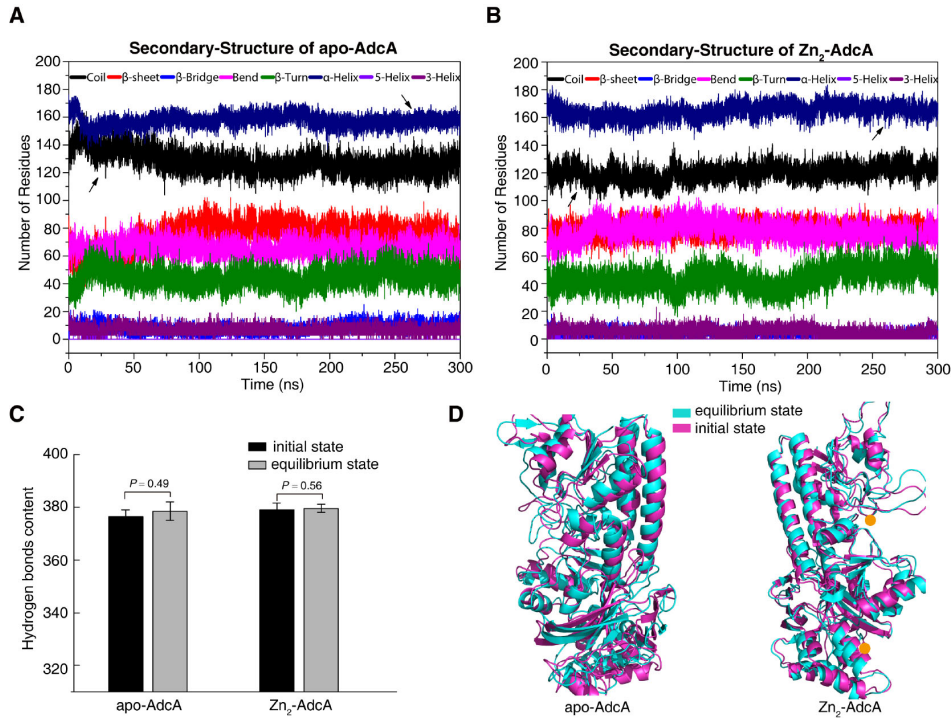 A
Secondary-Structure of apo-AdcA
200
Coil β-sheet β-Bridge Bend β-Turn α-Helix 5-Helix 3-Helix
180
160
140
120
100
80
60
40
20
0
Number of Residues
0 50 100 150 200 250 300
Time (ns)
B
Secondary-Structure of Zn2-AdcA
200
Coil β-sheet β-Bridge Bend β-Turn α-Helix 5-Helix 3-Helix
180
160
140
120
100
80
60
40
20
0
Number of Residues
0 50 100 150 200 250 300
Time (ns)
C
initial state
equilibrium state
400
380
360
340
320
Hydrogen bonds content
P = 0.49
P = 0.56
apo-AdcA Zn2-AdcA
D
equilibrium state
initial state
apo-AdcA Zn2-AdcA